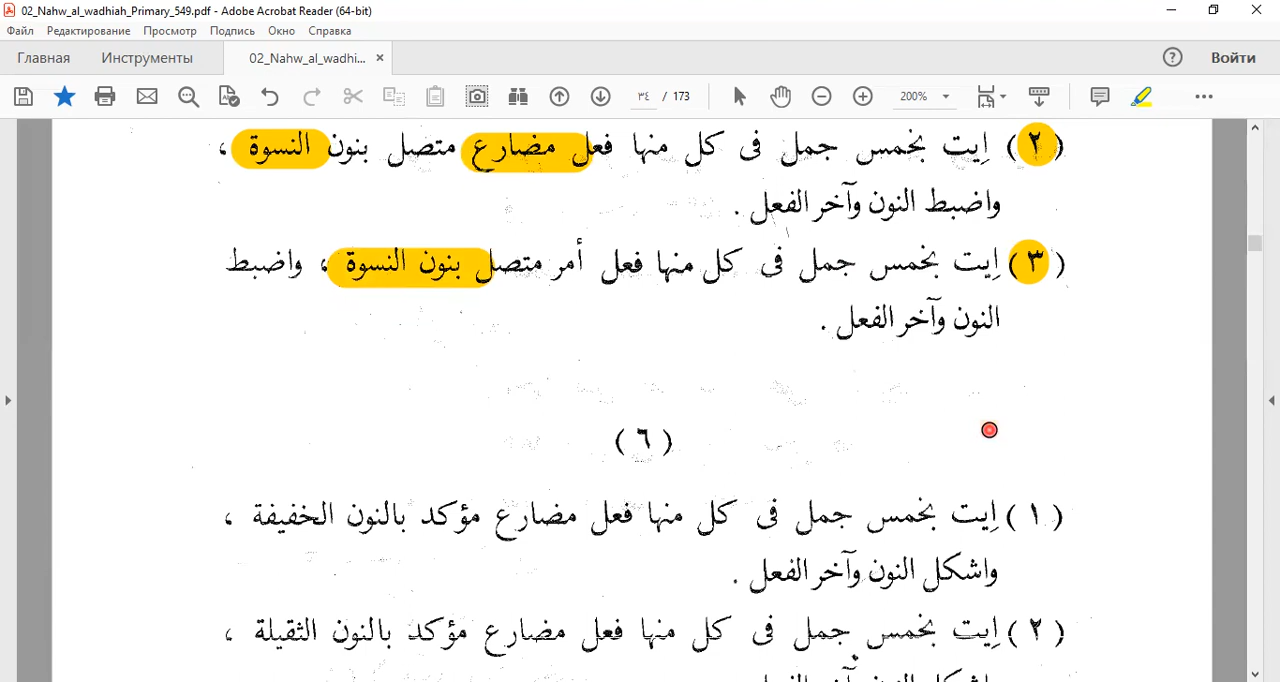 02_Nahw_al_wadhiah_Primary_549.pdf - Adobe Acrobat Reader (64-bit)
Файл Редактирование Просмотр Подпись Окно Справка
Главная Инструменты 02_Nahw_al_wadhi... × Войти
٣٤ / 173 200%
(٢) اِيت بخمس جمل فى كل منها فعل مضارع متصل بنون النسوة ،
واضبط النون وآخر الفعل .
(٣) اِيت بخمس جمل فى كل منها فعل أمر متصل بنون النسوة ، واضبط
النون وآخر الفعل .
(٦)
(١) اِيت بخمس جمل فى كل منها فعل مضارع مؤكد بالنون الخفيفة ،
واشكل النون وآخر الفعل .
(٢) اِيت بخمس جمل فى كل منها فعل مضارع مؤكد بالنون الثقيلة ،